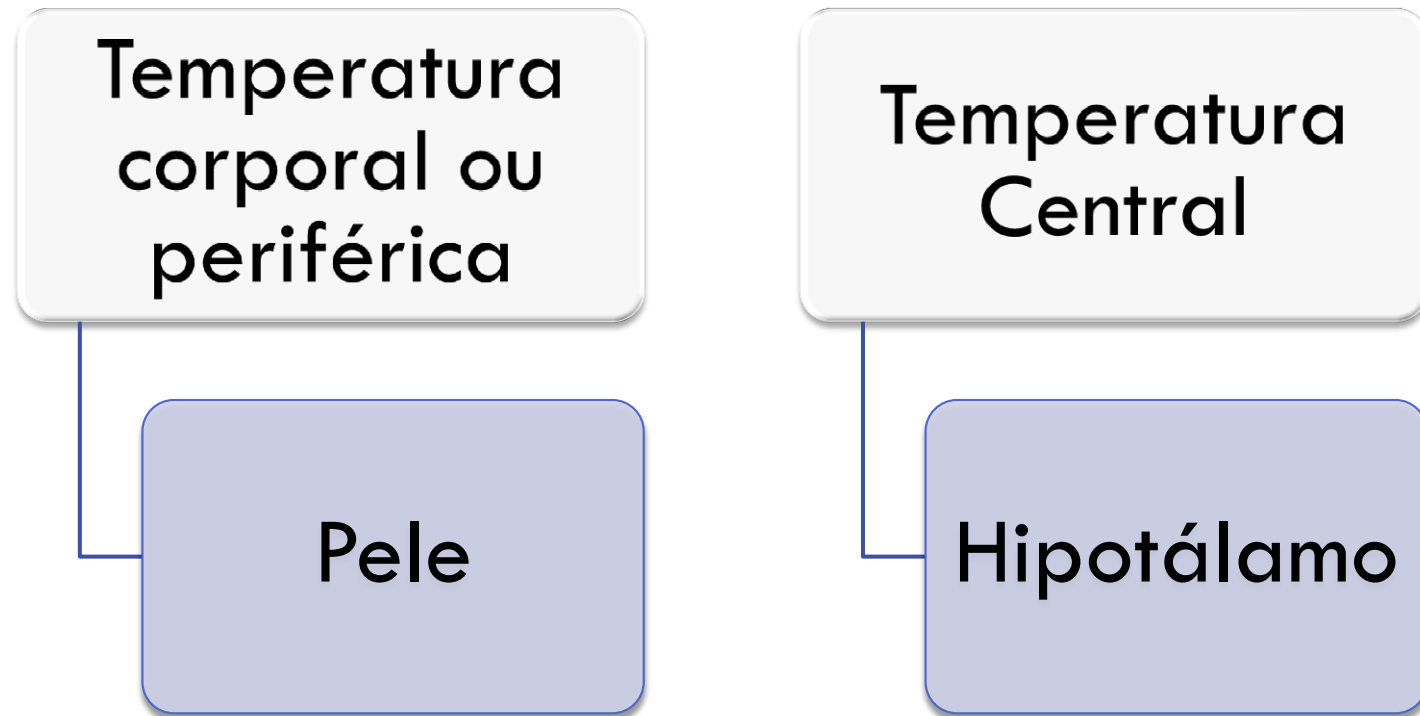 Temperatura
corporal ou
periférica
Pele
Temperatura
Central
Hipotálamo